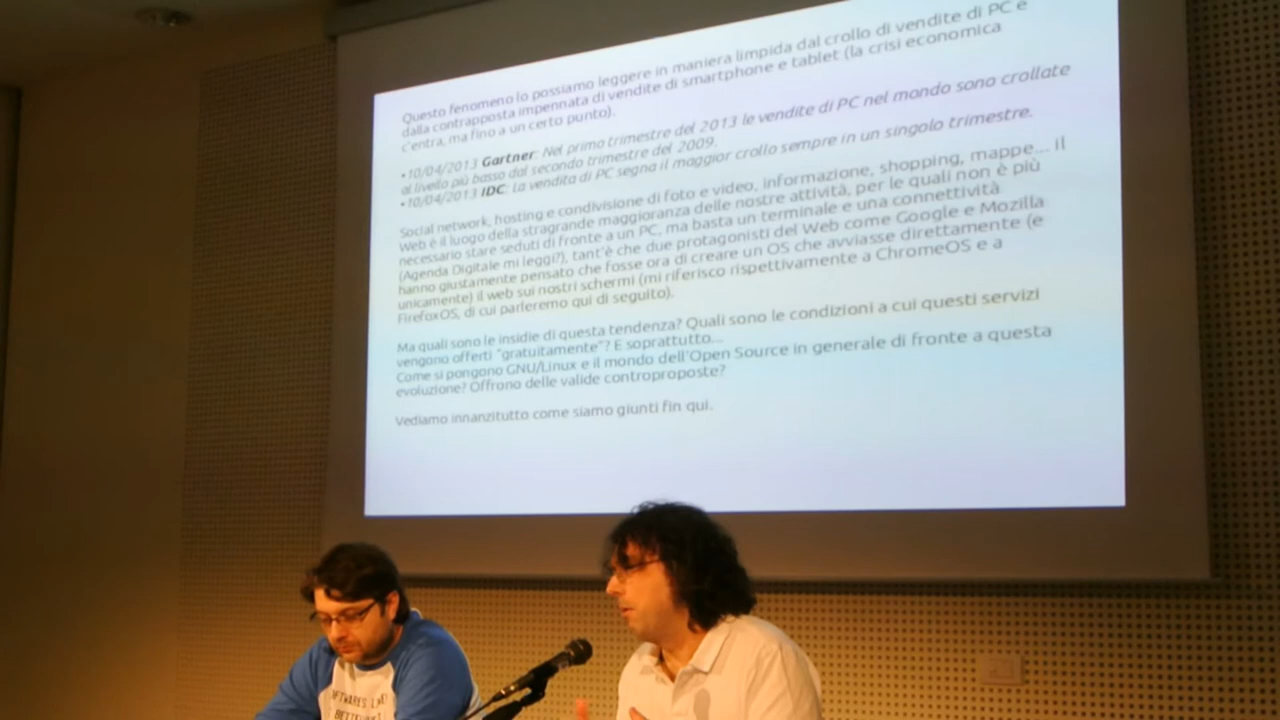 Questo fenomeno lo possiamo leggere in maniera limpida dal crollo di vendite di PC e
dalla contrapposta impennata di vendite di smartphone e tablet (la crisi economica
c'entra, ma fino a un certo punto).
•10/04/2013 Gartner: Nel primo trimestre del 2013 le vendite di PC nel mondo sono crollate
al livello più basso dal secondo trimestre del 2009.
•10/04/2013 IDC: La vendita di PC segna il maggior crollo sempre in un singolo trimestre.
Social network, hosting e condivisione di foto e video, informazione, shopping, mappe... il
Web è il luogo della stragrande maggioranza delle nostre attività, per le quali non è più
necessario stare seduti di fronte a un PC, ma basta un terminale e una connettività
(Agenda Digitale mi leggi?), tant'è che due protagonisti del Web come Google e Mozilla
hanno giustamente pensato che fosse ora di creare un OS che avviasse direttamente (e
unicamente) il web sui nostri schermi (mi riferisco rispettivamente a ChromeOS e a
FirefoxOS, di cui parleremo qui di seguito).
Ma quali sono le insidie di questa tendenza? Quali sono le condizioni a cui questi servizi
vengono offerti "gratuitamente"? E soprattutto...
Come si pongono GNU/Linux e il mondo dell'Open Source in generale di fronte a questa
evoluzione? Offrono delle valide controproposte?
Vediamo innanzitutto come siamo giunti fin qui.